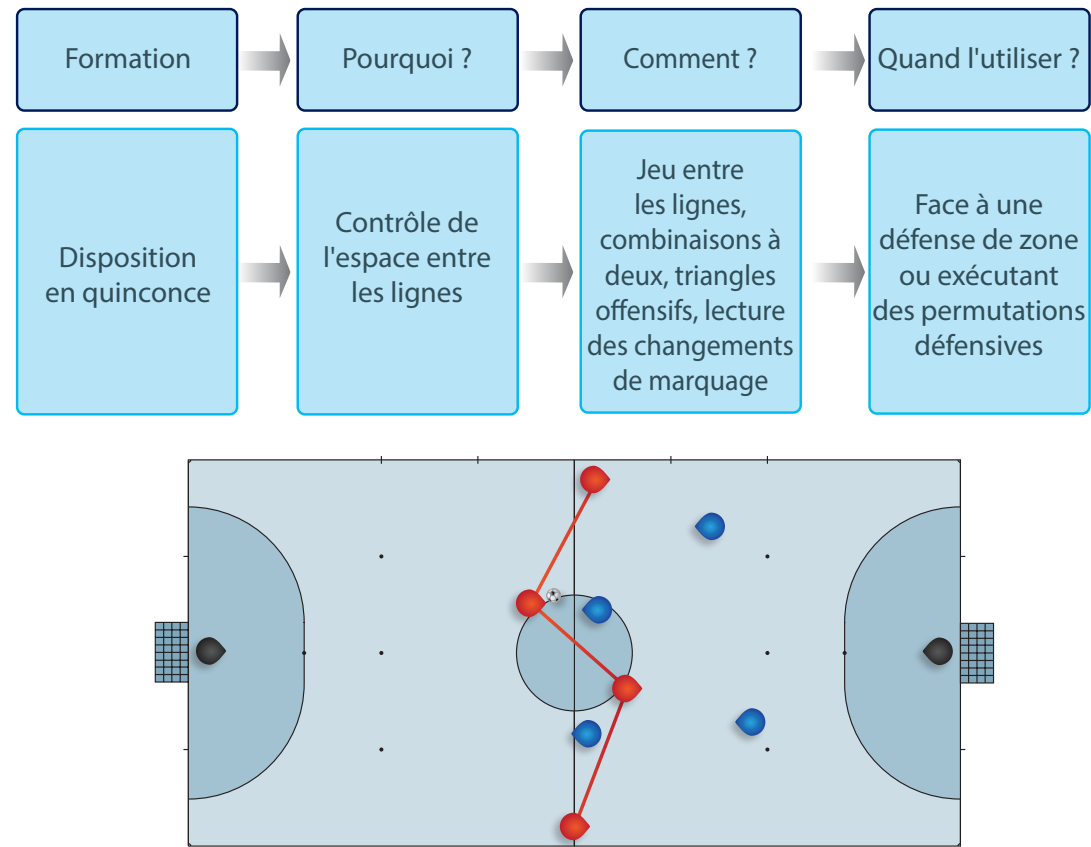 Formation
Pourquoi ?
Comment ?
Quand l'utiliser ?
Disposition
en quinconce
Contrôle de
l'espace entre
les lignes
Jeu entre
les lignes,
combinaisons à
deux, triangles
offensifs, lecture
des changements
de marquage
Face à une
défense de zone
ou exécutant
des permutations
défensives